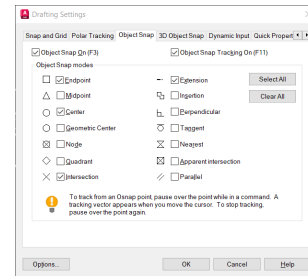 Drafting Settings
Snap and Grid Polar Tracking Object Snap 3D Object Snap Dynamic Input Quick Propert
Object Snap On (F3) Object Snap Tracking On (F11)
Object Snap modes
Endpoint Extension Select All
Midpoint Insertion Clear All
Center Perpendicular
Geometric Center Tangent
Node Nearest
Quadrant Apparent intersection
Intersection Parallel
To track from an Osnap point, pause over the point while in a command. A
tracking vector appears when you move the cursor. To stop tracking,
pause over the point again.
Options... OK Cancel Help